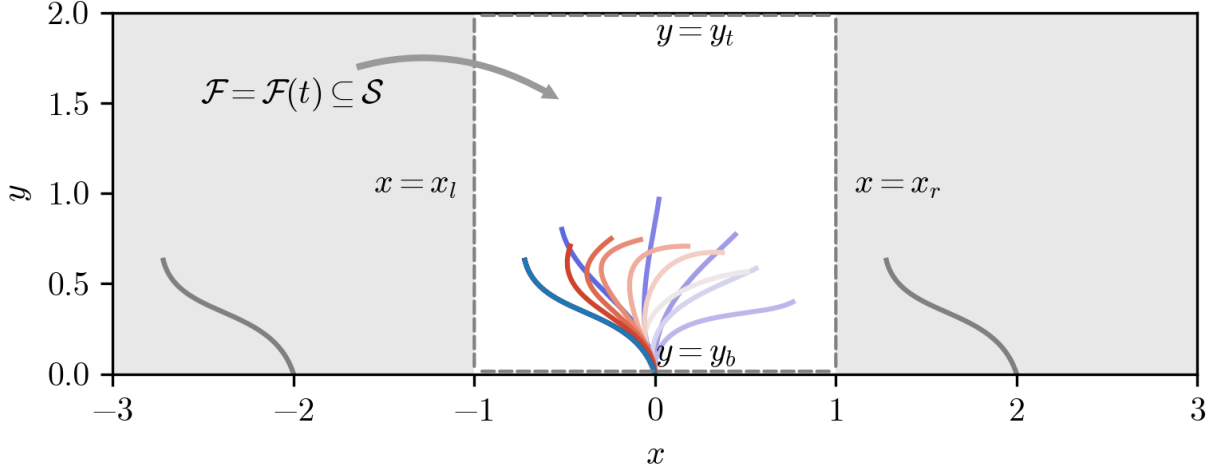 2.0
y = y_t
ℱ = ℱ(t) ⊆ 𝒮
1.5
x = x_l
x = x_r
1.0
y
0.5
y = y_b
0.0
−3 −2 −1 0 1 2 3
x